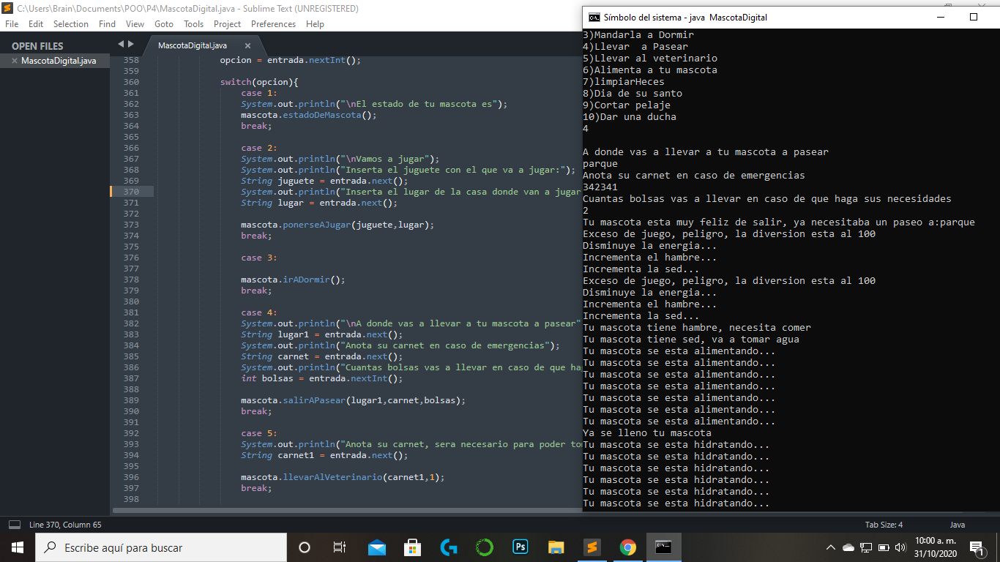 C:\Users\Brain\Documents\POO\P4\MascotaDigital.java - Sublime Text (UNREGISTERED)
File Edit Selection Find View Goto Tools Project Preferences Help
OPEN FILES
MascotaDigital.java
MascotaDigital.java
358 opcion = entrada.nextInt();
359
360 switch(opcion){
361 case 1:
362 System.out.println("\nEl estado de tu mascota es");
363 mascota.estadoDeMascota();
364 break;
365
366 case 2:
367 System.out.println("\nVamos a jugar");
368 System.out.println("Inserta el juguete con el que va a jugar:");
369 String juguete = entrada.next();
370 System.out.println("Inserta el lugar de la casa donde van a jugar
371 String lugar = entrada.next();
372
373 mascota.ponerseAJugar(juguete,lugar);
374 break;
375
376 case 3:
377
378 mascota.irADormir();
379 break;
380
381 case 4:
382 System.out.println("\nA donde vas a llevar a tu mascota a pasear"
383 String lugar1 = entrada.next();
384 System.out.println("Anota su carnet en caso de emergencias");
385 String carnet = entrada.next();
386 System.out.println("Cuantas bolsas vas a llevar en caso de que ha
387 int bolsas = entrada.nextInt();
388
389 mascota.salirAPasear(lugar1,carnet,bolsas);
390 break;
391
392 case 5:
393 System.out.println("Anota su carnet, sera necesario para poder to
394 String carnet1 = entrada.next();
395
396 mascota.llevarAlVeterinario(carnet1,1);
397 break;
398
Line 370, Column 65
Tab Size: 4 Java
Símbolo del sistema - java MascotaDigital
3)Mandarla a Dormir
4)Llevar  a Pasear
5)Llevar al veterinario
6)Alimenta a tu mascota
7)limpiarHeces
8)Dia de su santo
9)Cortar pelaje
10)Dar una ducha
4
A donde vas a llevar a tu mascota a pasear
parque
Anota su carnet en caso de emergencias
342341
Cuantas bolsas vas a llevar en caso de que haga sus necesidades
2
Tu mascota esta muy feliz de salir, ya necesitaba un paseo a:parque
Exceso de juego, peligro, la diversion esta al 100
Disminuye la energia...
Incrementa el hambre...
Incrementa la sed...
Exceso de juego, peligro, la diversion esta al 100
Disminuye la energia...
Incrementa el hambre...
Incrementa la sed...
Tu mascota tiene hambre, necesita comer
Tu mascota tiene sed, va a tomar agua
Tu mascota se esta alimentando...
Tu mascota se esta alimentando...
Tu mascota se esta alimentando...
Tu mascota se esta alimentando...
Tu mascota se esta alimentando...
Tu mascota se esta alimentando...
Tu mascota se esta alimentando...
Ya se lleno tu mascota
Tu mascota se esta hidratando...
Tu mascota se esta hidratando...
Tu mascota se esta hidratando...
Tu mascota se esta hidratando...
Tu mascota se esta hidratando...
Tu mascota se esta hidratando...
Escribe aquí para buscar
Ps
10:00 a. m.
31/10/2020
1